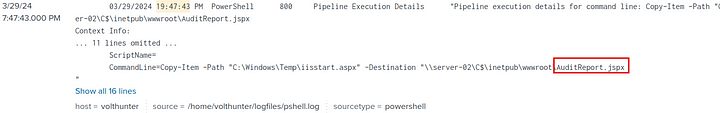 3/29/24 03/29/2024 19:47:43 PM PowerShell 800 Pipeline Execution Details "Pipeline execution details for command line: Copy-Item -Path "C
7:47:43.000 PM er-02\C$\inetpub\wwwroot\AuditReport.jspx
Context Info:
... 11 lines omitted ...
ScriptName=
CommandLine=Copy-Item -Path "C:\Windows\Temp\iisstart.aspx" -Destination "\\server-02\C$\inetpub\wwwroot\AuditReport.jspx
"
Show all 16 lines
host = volthunter source = /home/volthunter/logfiles/pshell.log sourcetype = powershell